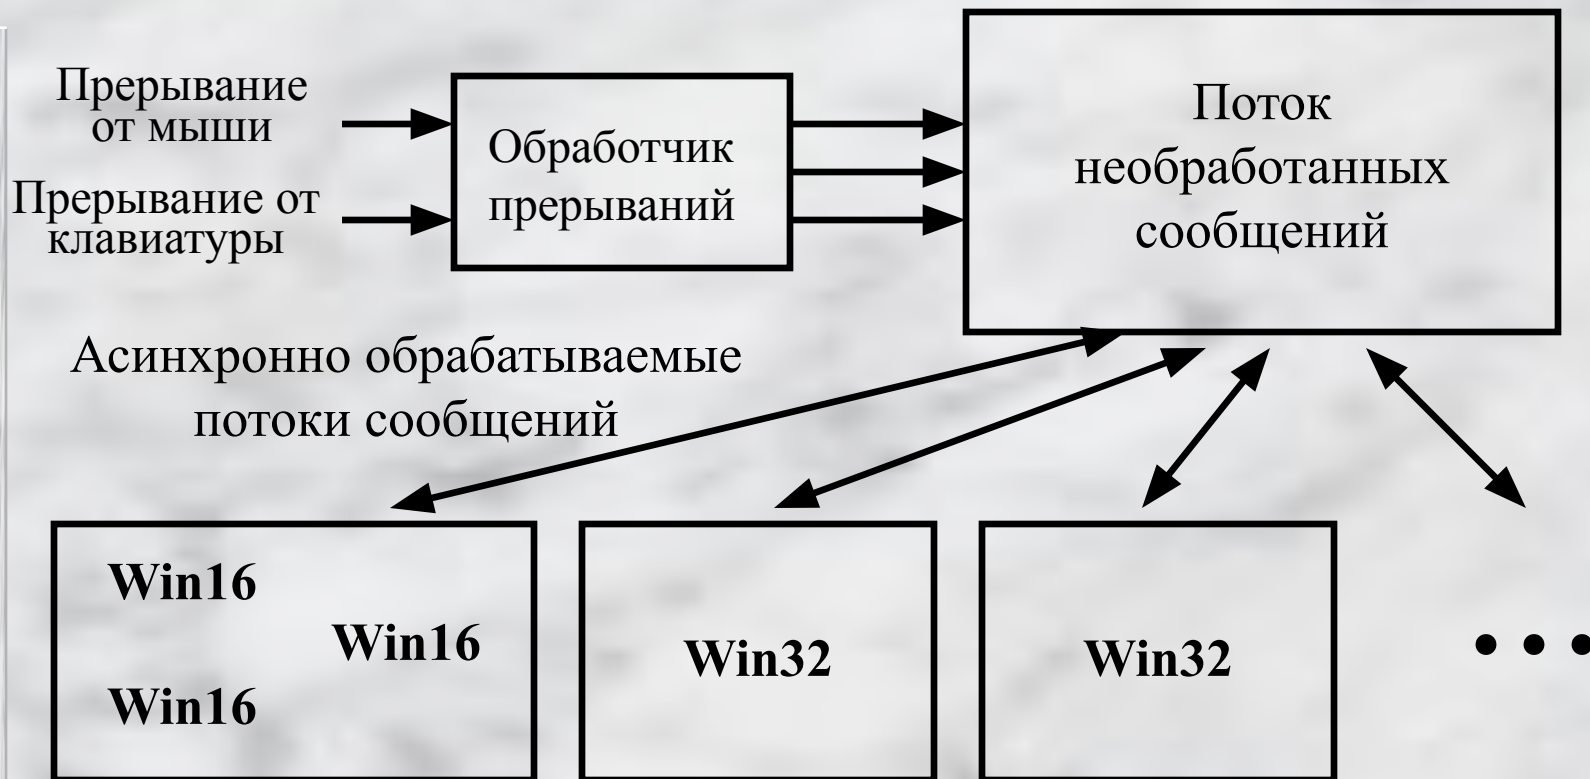 Прерывание
от мыши
Прерывание от
клавиатуры
Обработчик
прерываний
Поток
необработанных
сообщений
Асинхронно обрабатываемые
потоки сообщений
Win16
Win16
Win16
Win32
Win32
• • •